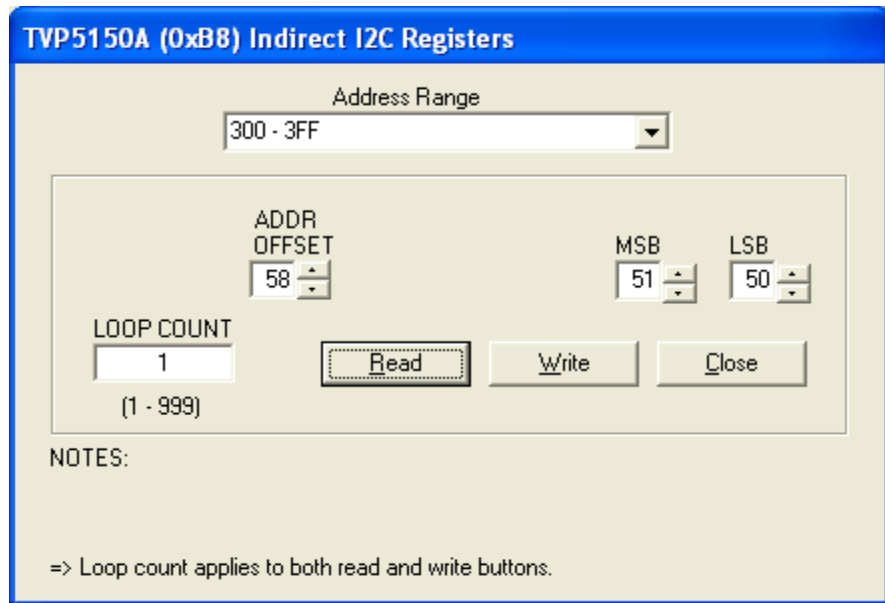 TVP5150A (0xB8) Indirect I2C Registers
Address Range
300 - 3FF
ADDR
OFFSET
MSB
LSB
58
51
50
LOOP COUNT
1
Read
Write
Close
(1 - 999)
NOTES:
=> Loop count applies to both read and write buttons.